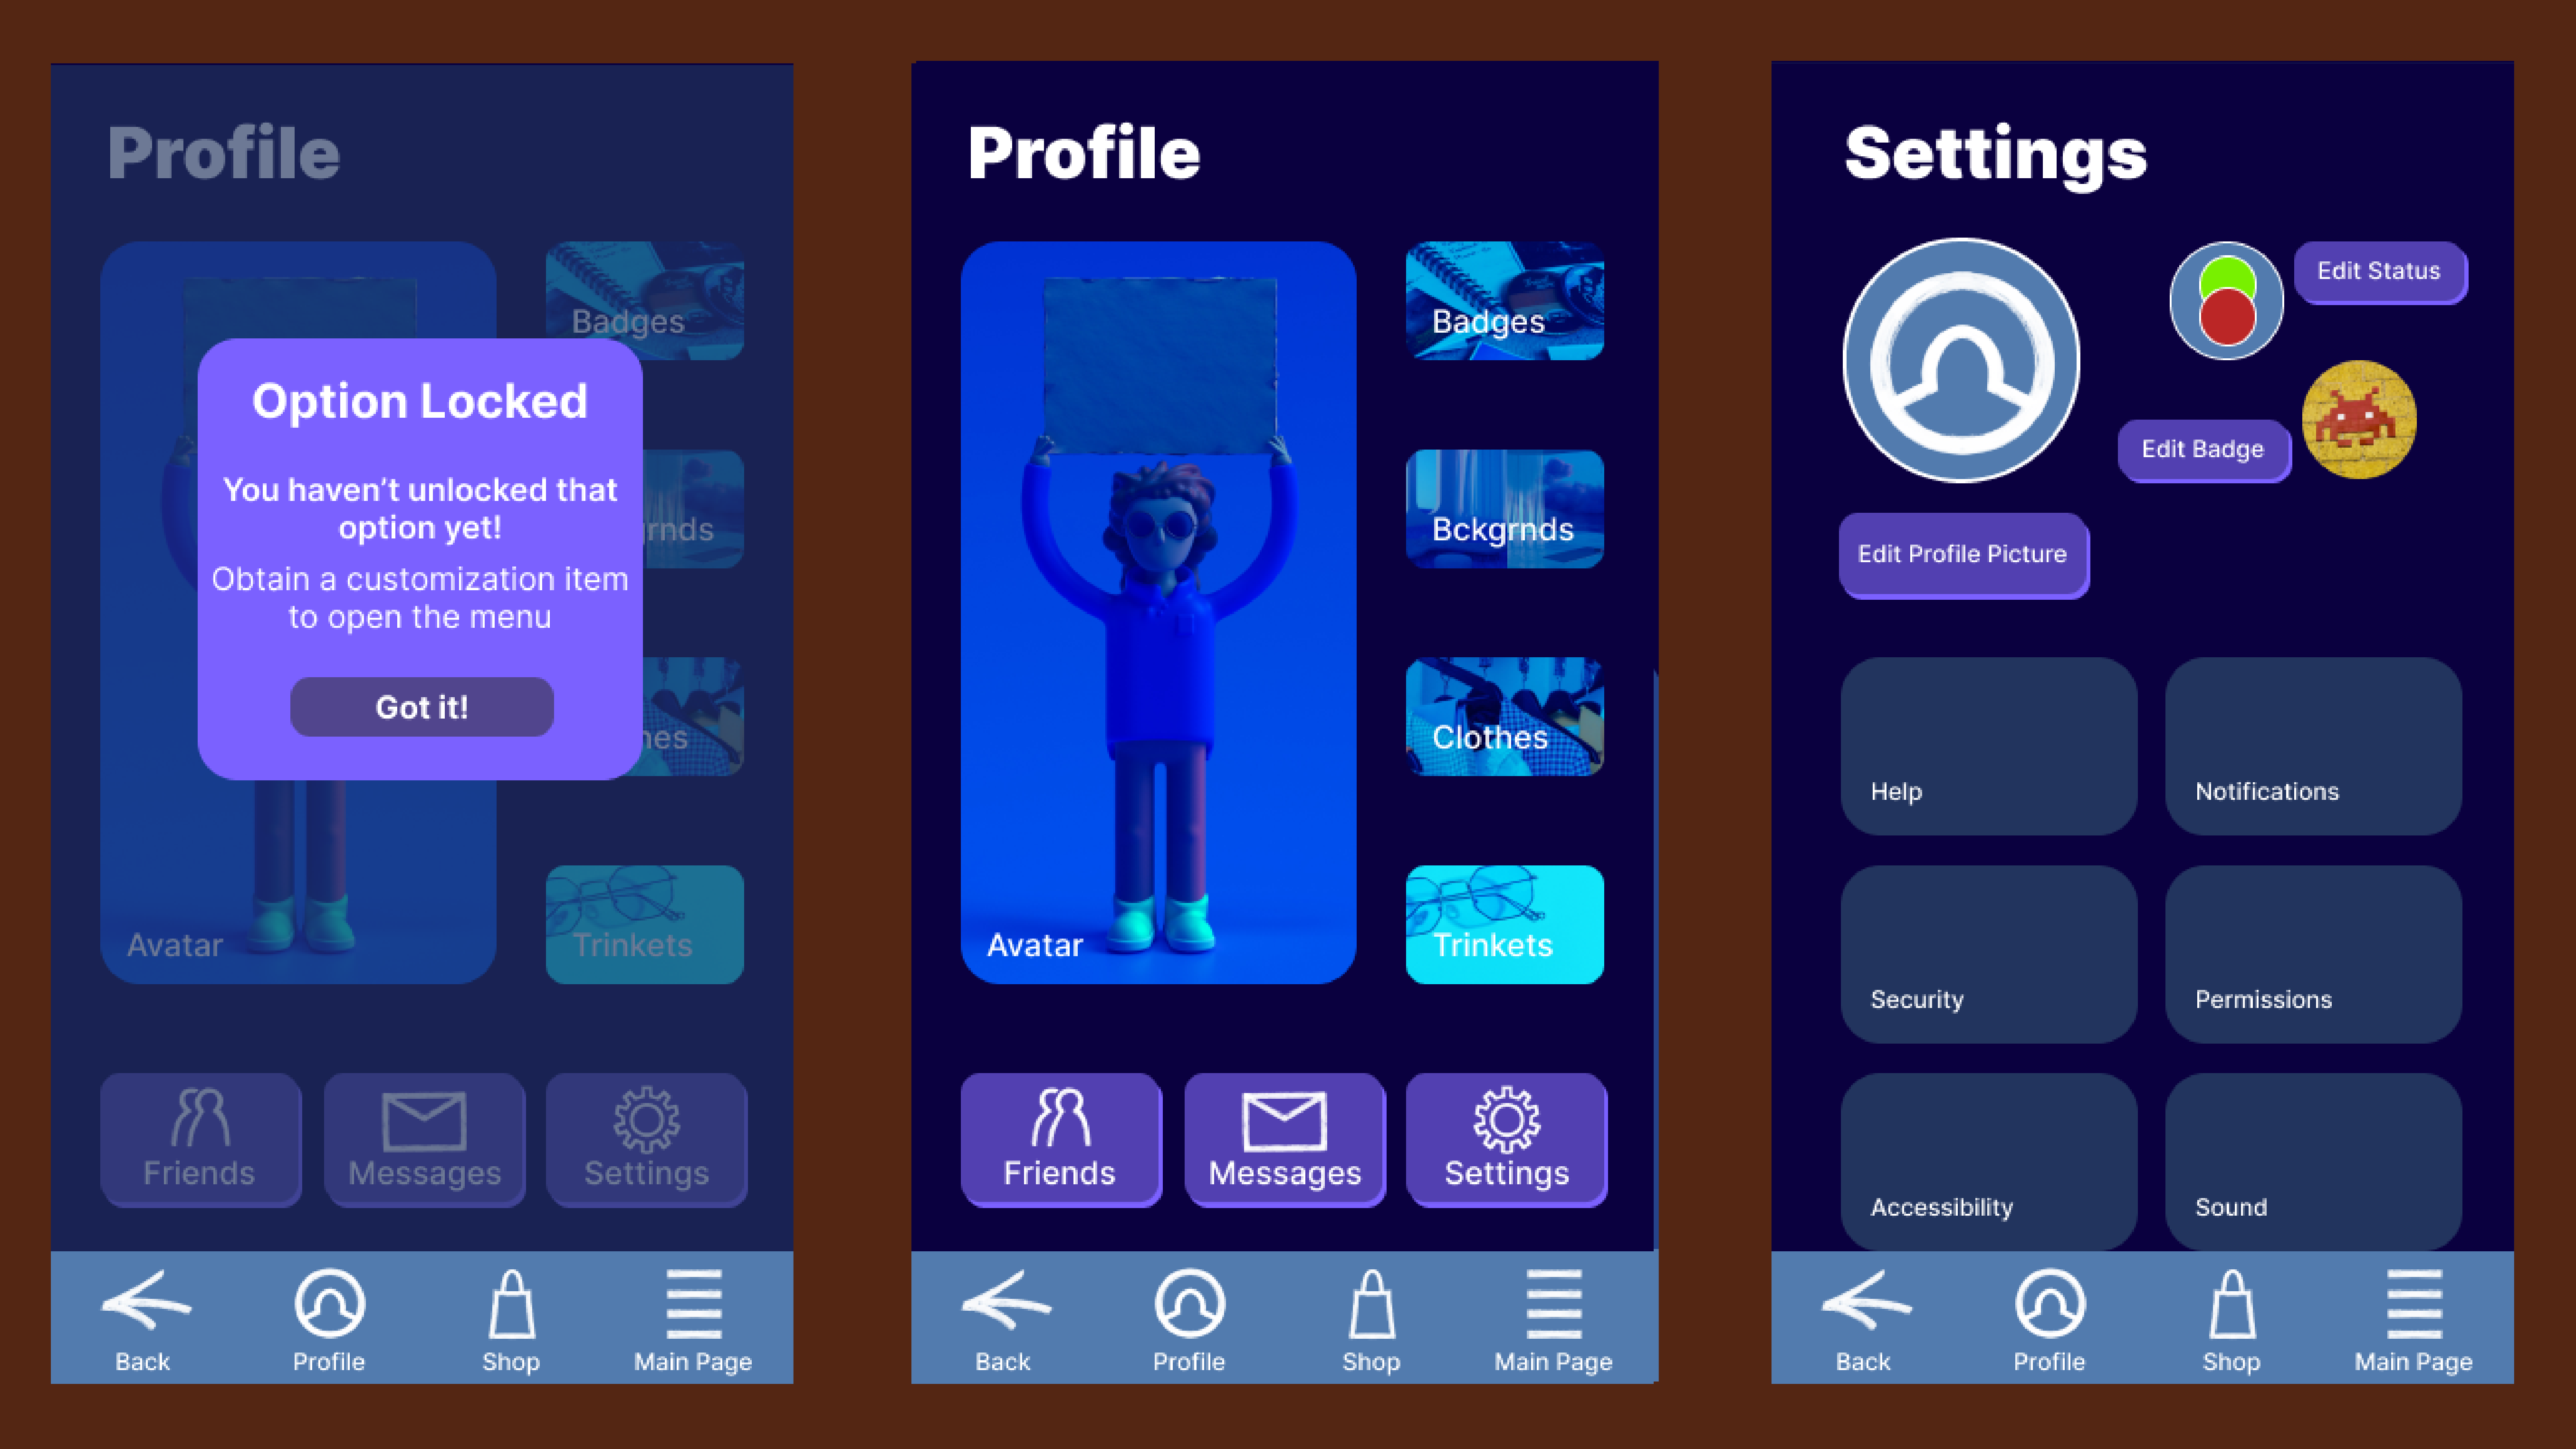 Profile
Badges
Option Locked
You haven't unlocked that
option yet!
rnds
Obtain a customization item
to open the menu
Got it!
nes
Avatar
Trinkets
Friends
Messages
Settings
Back
Profile
Shop
Main Page
Profile
Badges
Bckgrnds
Clothes
Avatar
Trinkets
Friends
Messages
Settings
Back
Profile
Shop
Main Page
Settings
Edit Status
Edit Badge
Edit Profile Picture
Help
Notifications
Security
Permissions
Accessibility
Sound
Back
Profile
Shop
Main Page